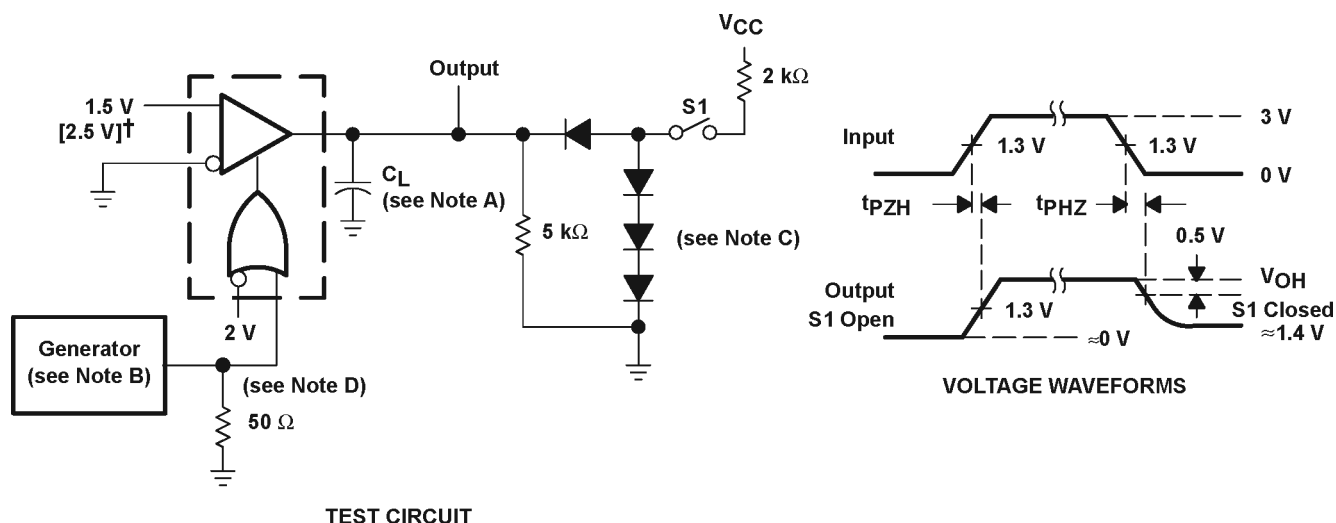 VCC
2 kΩ
Output
S1
1.5 V
[2.5 V]†
CL
(see Note A)
5 kΩ
(see Note C)
2 V
Generator
(see Note B)
(see Note D)
50 Ω
TEST CIRCUIT
3 V
Input
1.3 V
1.3 V
0 V
tPZH
tPHZ
0.5 V
VOH
Output
S1 Open
1.3 V
S1 Closed
≈1.4 V
≈0 V
VOLTAGE WAVEFORMS